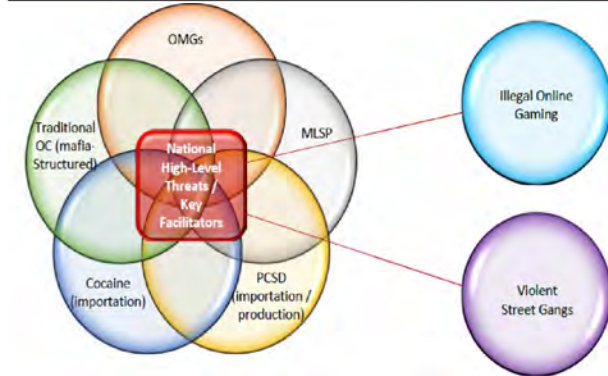 OMGs
Traditional
OC (mafia-
Structured)
MLSP
National
High-Level
Threats /
Key
Facilitators
Cocaine
(importation)
PCSD
(importation /
production)
Illegal Online
Gaming
Violent
Street Gangs